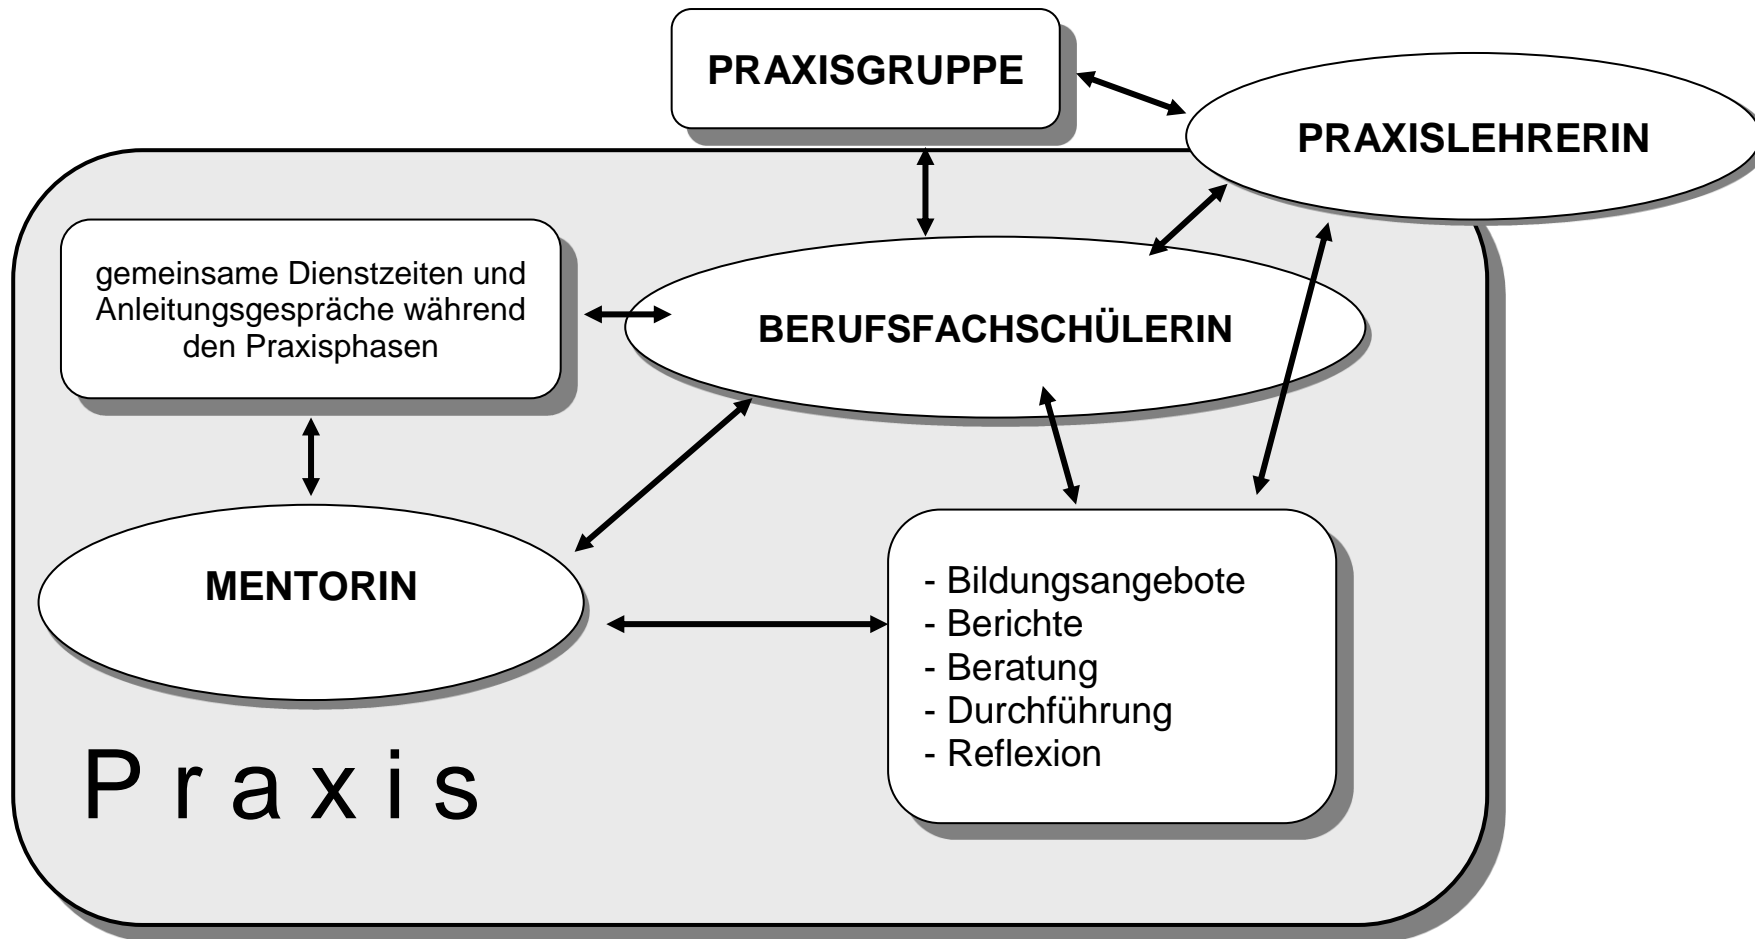 PRAXISGRUPPE
PRAXISLEHRERIN
gemeinsame Dienstzeiten und
Anleitungsgespräche während
den Praxisphasen
BERUFSFACHSCHÜLERIN
MENTORIN
- Bildungsangebote
- Berichte
- Beratung
- Durchführung
- Reflexion
P r a x i s